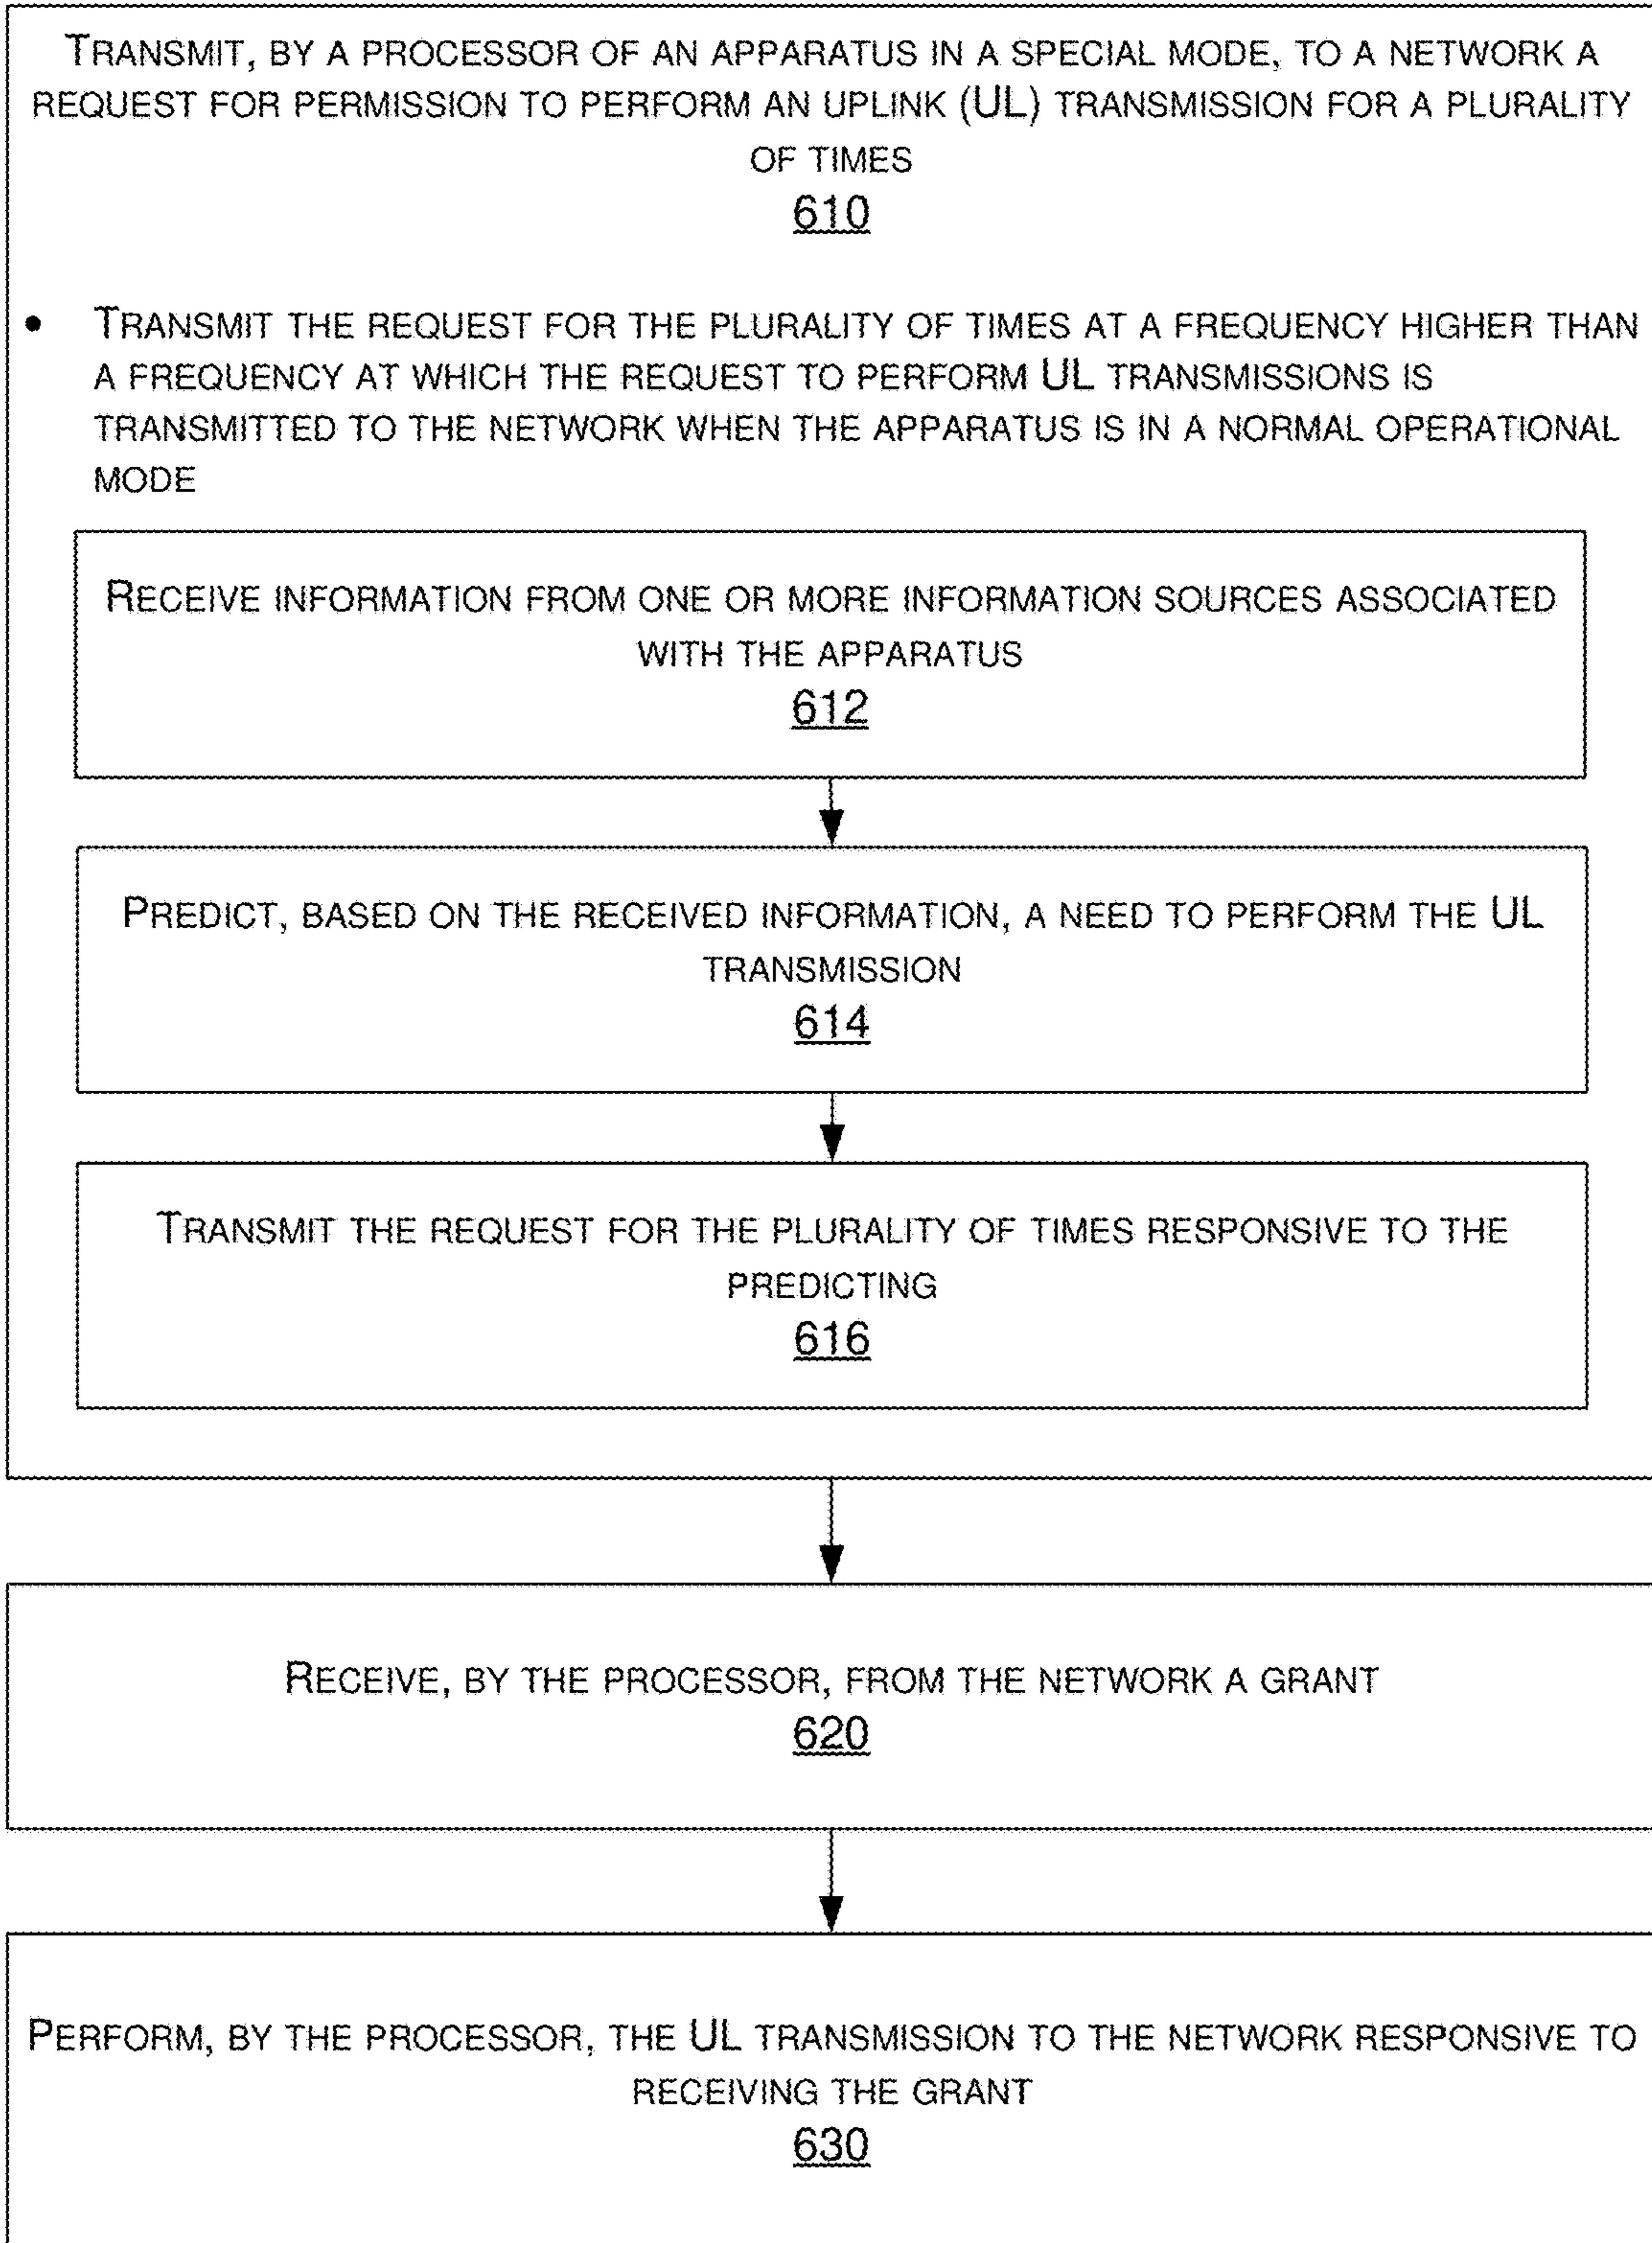 TRANSMIT, BY A PROCESSOR OF AN APPARATUS IN A SPECIAL MODE, TO A NETWORK A
REQUEST FOR PERMISSION TO PERFORM AN UPLINK (UL) TRANSMISSION FOR A PLURALITY
OF TIMES
610
• TRANSMIT THE REQUEST FOR THE PLURALITY OF TIMES AT A FREQUENCY HIGHER THAN
A FREQUENCY AT WHICH THE REQUEST TO PERFORM UL TRANSMISSIONS IS
TRANSMITTED TO THE NETWORK WHEN THE APPARATUS IS IN A NORMAL OPERATIONAL
MODE
RECEIVE INFORMATION FROM ONE OR MORE INFORMATION SOURCES ASSOCIATED
WITH THE APPARATUS
612
PREDICT, BASED ON THE RECEIVED INFORMATION, A NEED TO PERFORM THE UL
TRANSMISSION
614
TRANSMIT THE REQUEST FOR THE PLURALITY OF TIMES RESPONSIVE TO THE
PREDICTING
616
RECEIVE, BY THE PROCESSOR, FROM THE NETWORK A GRANT
620
PERFORM, BY THE PROCESSOR, THE UL TRANSMISSION TO THE NETWORK RESPONSIVE TO
RECEIVING THE GRANT
630